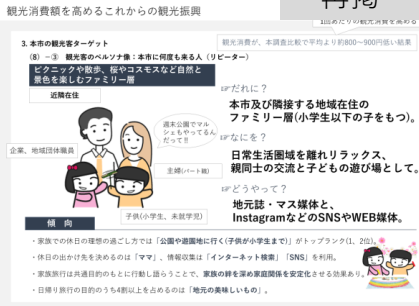 観光消費額を高めるこれからの観光振興
1回あたりの観光消費を高める
3. 本市の観光客ターゲット
観光消費が、本調査比較で平均より約800～900円低い結果
(8) －③ 観光客のペルソナ像：本市に何度も来る人（リピーター）
ピクニックや散歩、桜やコスモスなど自然と
景色を楽しむファミリー層
近隣在住
企業、地域団体職員
週末公園でマル
シェもやってるん
だって!!
主婦(パート職)
子供(小学生、未就学児)
☞だれに？
本市及び隣接する地域在住の
ファミリー層(小学生以下の子をもつ)。
☞なにを？
日常生活圏域を離れリラックス、
親同士の交流と子どもの遊び場として。
☞どうやって？
地元誌・マス媒体と、
InstagramなどのSNSやWEB媒体。
傾 向
・家族での休日の理想の過ごし方では「公園や遊園地に行く(子供が小学生まで)」がトップランク(1、2位)。
・休日の出かけ先を決めるのは「ママ」、情報収集は「インターネット検索」「SNS」を利用。
・家族旅行は共通目的のもとに行動し語らうことで、家族の絆を深め家庭関係を安定化させる効果あり。
・日帰り旅行の目的のうち4割以上を占めるのは「地元の美味しいもの」。